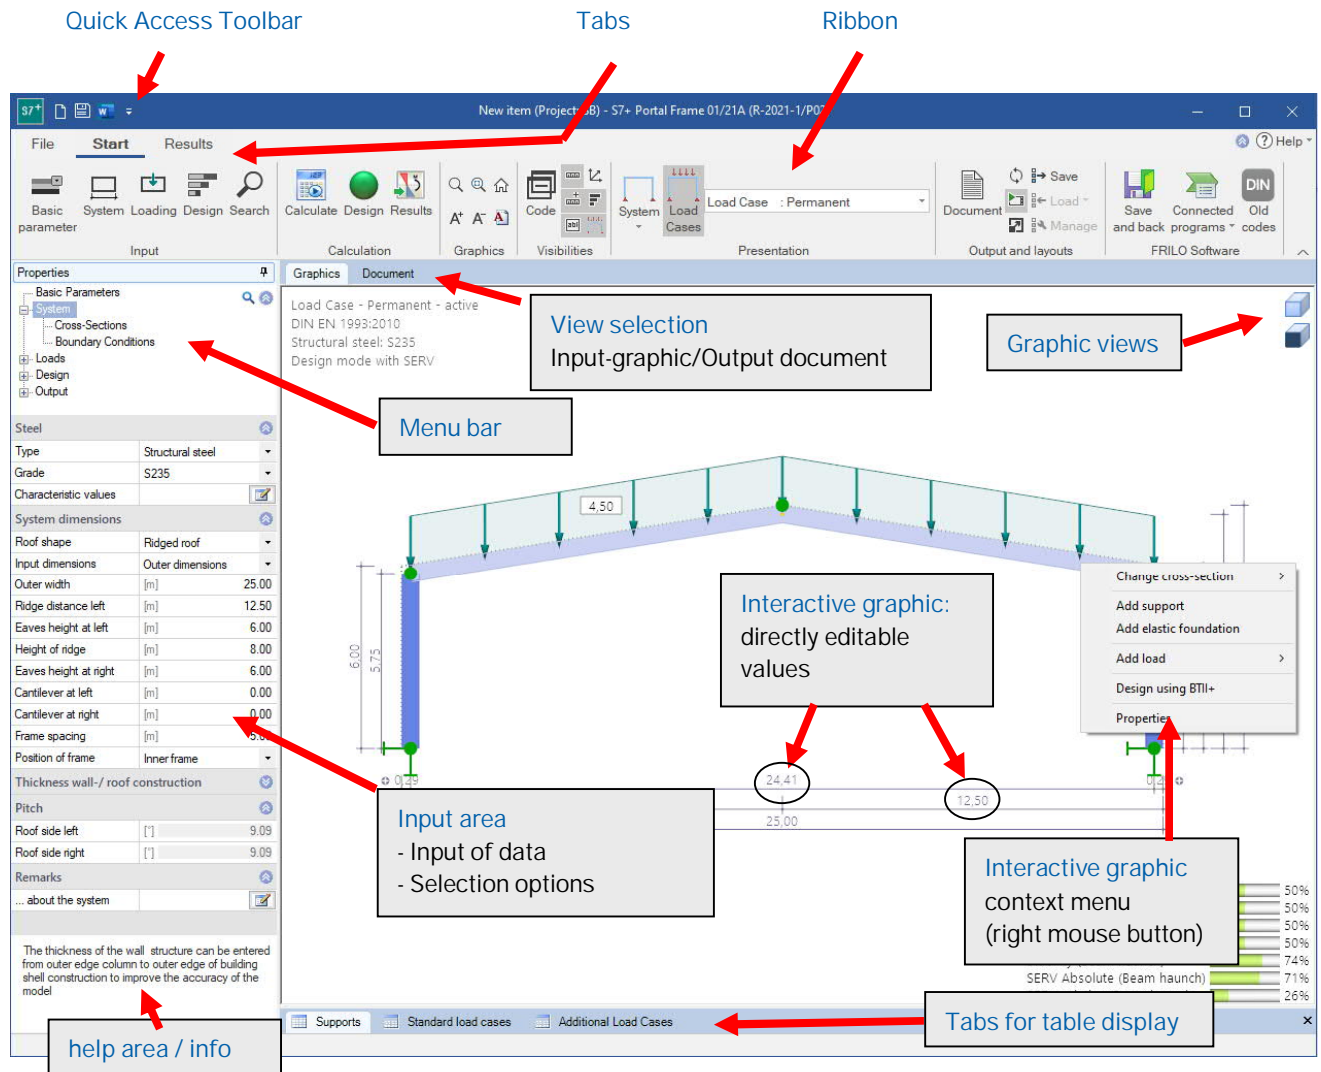 Quick Access Toolbar
Tabs
Ribbon
S7+
New item (Project: SB) - S7+ Portal Frame 01/21A (R-2021-1/P07
File
Start
Results
Help
Basic parameter
System
Loading
Design
Search
Calculate
Design
Results
Code
System
Load Cases
Load Case : Permanent
Document
Save
Load
Manage
Save and back
Connected programs
DIN
Old codes
Input
Calculation
Graphics
Visibilities
Presentation
Output and layouts
FRILO Software
Properties
Basic Parameters
System
Cross-Sections
Boundary Conditions
Loads
Design
Output
Graphics
Document
Load Case - Permanent - active
DIN EN 1993:2010
Structural steel: S235
Design mode with SERV
View selection
Input-graphic/Output document
Graphic views
Menu bar
Steel
Type Structural steel
Grade S235
Characteristic values
System dimensions
Roof shape Ridged roof
Input dimensions Outer dimensions
Outer width [m] 25.00
Ridge distance left [m] 12.50
Eaves height at left [m] 6.00
Height of ridge [m] 8.00
Eaves height at right [m] 6.00
Cantilever at left [m] 0.00
Cantilever at right [m] 0.00
Frame spacing [m] 5.00
Position of frame Inner frame
Thickness wall-/ roof construction
Pitch
Roof side left [°] 9.09
Roof side right [°] 9.09
Remarks
... about the system
The thickness of the wall structure can be entered
from outer edge column to outer edge of building
shell construction to improve the accuracy of the
model
help area / info
4,50
6,00
5,75
Interactive graphic:
directly editable
values
Change cross-section
Add support
Add elastic foundation
Add load
Design using BTII+
Properties
0,29
24,41
0,29
12,50
25,00
Input area
- Input of data
- Selection options
Interactive graphic
context menu
(right mouse button)
50%
50%
50%
50%
74%
SERV Absolute (Beam haunch) 71%
26%
Supports
Standard load cases
Additional Load Cases
Tabs for table display